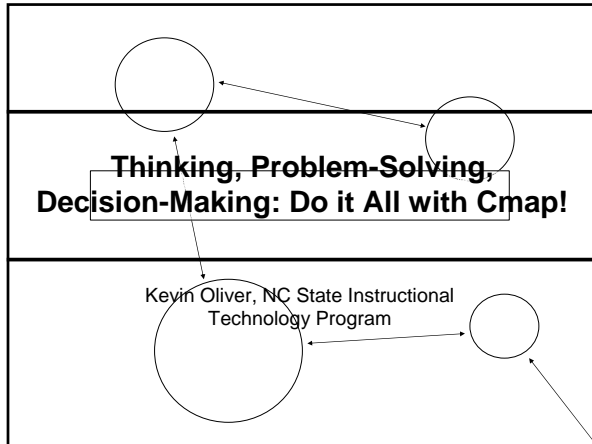 Thinking, Problem-Solving,
Decision-Making: Do it All with Cmap!
Kevin Oliver, NC State Instructional
Technology Program